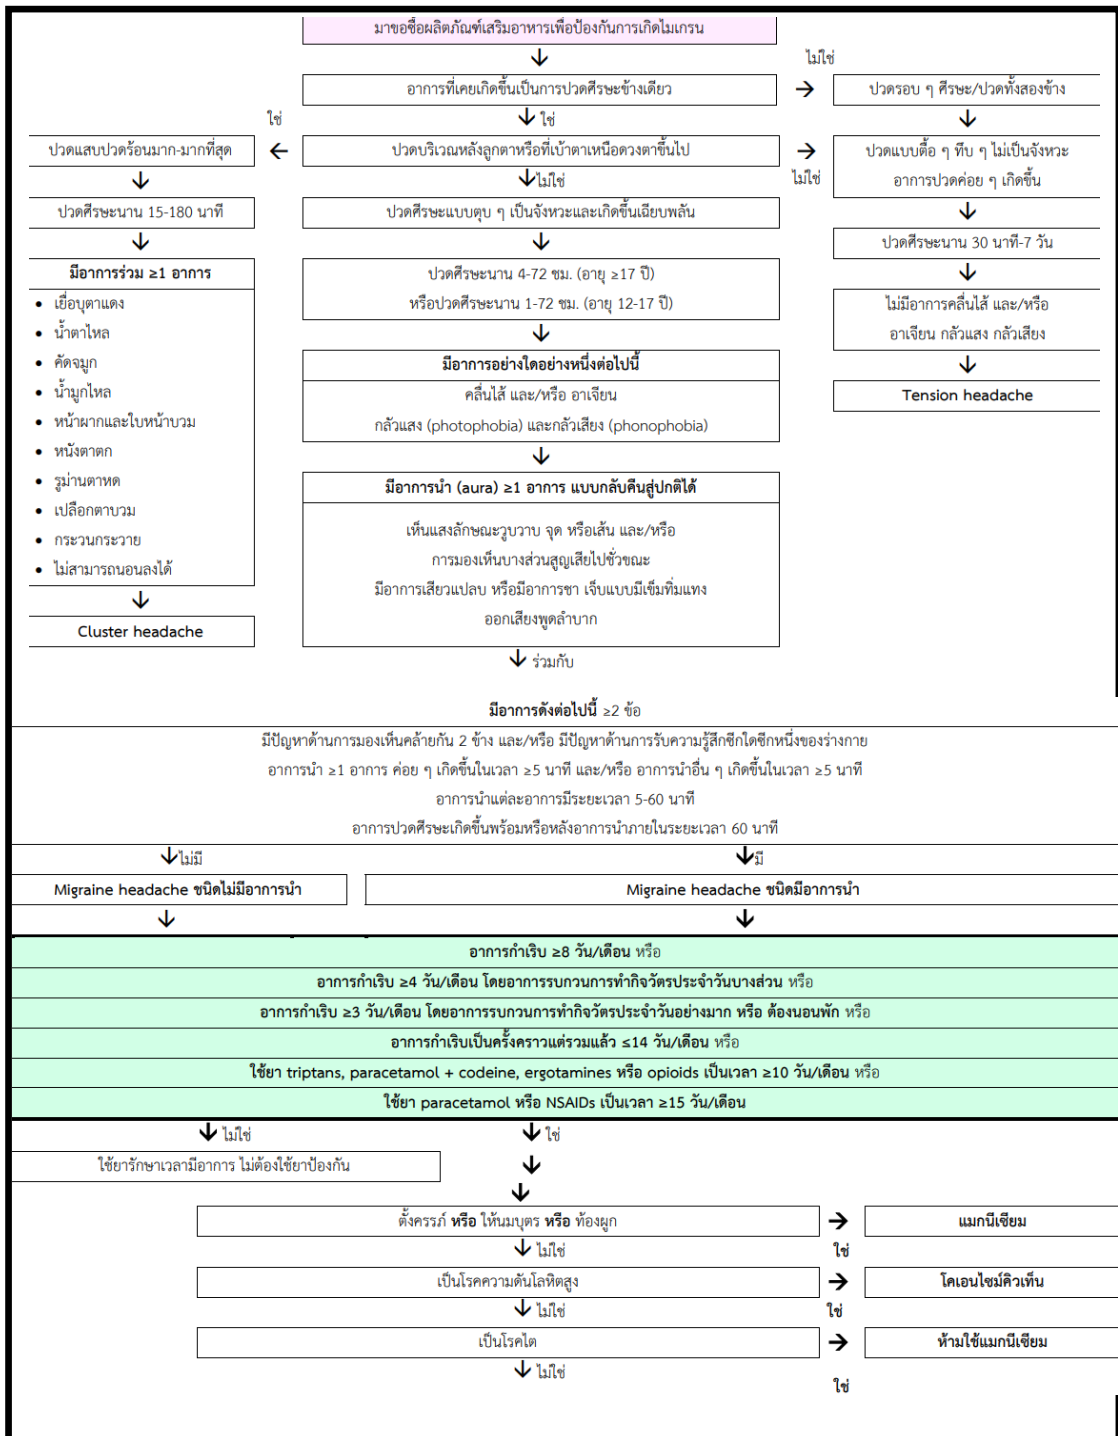 มาขอซื้อผลิตภัณฑ์เสริมอาหารเพื่อป้องกันการเกิดไมเกรน
ไม่ใช่
อาการที่เคยเกิดขึ้นเป็นการปวดศีรษะข้างเดียว
ปวดรอบ ๆ ศีรษะ/ปวดทั้งสองข้าง
ใช่
ใช่
ปวดแสบปวดร้อนมาก-มากที่สุด
ปวดบริเวณหลังลูกตาหรือที่เบ้าตาเหนือดวงตาขึ้นไป
ปวดแบบตื้อ ๆ ทึบ ๆ ไม่เป็นจังหวะ
อาการปวดค่อย ๆ เกิดขึ้น
ไม่ใช่
ไม่ใช่
ปวดศีรษะนาน 15-180 นาที
ปวดศีรษะแบบตุบ ๆ เป็นจังหวะและเกิดขึ้นเฉียบพลัน
ปวดศีรษะนาน 30 นาที-7 วัน
มีอาการร่วม ≥1 อาการ
• เยื่อบุตาแดง
• น้ำตาไหล
• คัดจมูก
• น้ำมูกไหล
• หน้าผากและใบหน้าบวม
• หนังตาตก
• รูม่านตาหด
• เปลือกตาบวม
• กระวนกระวาย
• ไม่สามารถนอนลงได้
ปวดศีรษะนาน 4-72 ชม. (อายุ ≥17 ปี)
หรือปวดศีรษะนาน 1-72 ชม. (อายุ 12-17 ปี)
ไม่มีอาการคลื่นไส้ และ/หรือ
อาเจียน กลัวแสง กลัวเสียง
มีอาการอย่างใดอย่างหนึ่งต่อไปนี้
คลื่นไส้ และ/หรือ อาเจียน
กลัวแสง (photophobia) และกลัวเสียง (phonophobia)
Tension headache
มีอาการนำ (aura) ≥1 อาการ แบบกลับคืนสู่ปกติได้
เห็นแสงลักษณะวูบวาบ จุด หรือเส้น และ/หรือ
การมองเห็นบางส่วนสูญเสียไปชั่วขณะ
มีอาการเสียวแปลบ หรือมีอาการชา เจ็บแบบมีเข็มทิ่มแทง
ออกเสียงพูดลำบาก
Cluster headache
ร่วมกับ
มีอาการดังต่อไปนี้ ≥2 ข้อ
มีปัญหาด้านการมองเห็นคล้ายกัน 2 ข้าง และ/หรือ มีปัญหาด้านการรับความรู้สึกซีกใดซีกหนึ่งของร่างกาย
อาการนำ ≥1 อาการ ค่อย ๆ เกิดขึ้นในเวลา ≥5 นาที และ/หรือ อาการนำอื่น ๆ เกิดขึ้นในเวลา ≥5 นาที
อาการนำแต่ละอาการมีระยะเวลา 5-60 นาที
อาการปวดศีรษะเกิดขึ้นพร้อมหรือหลังอาการนำภายในระยะเวลา 60 นาที
ไม่มี
มี
Migraine headache ชนิดไม่มีอาการนำ
Migraine headache ชนิดมีอาการนำ
อาการกำเริบ ≥8 วัน/เดือน หรือ
อาการกำเริบ ≥4 วัน/เดือน โดยอาการรบกวนการทำกิจวัตรประจำวันบางส่วน หรือ
อาการกำเริบ ≥3 วัน/เดือน โดยอาการรบกวนการทำกิจวัตรประจำวันอย่างมาก หรือ ต้องนอนพัก หรือ
อาการกำเริบเป็นครั้งคราวแต่รวมแล้ว ≤14 วัน/เดือน หรือ
ใช้ยา triptans, paracetamol + codeine, ergotamines หรือ opioids เป็นเวลา ≥10 วัน/เดือน หรือ
ใช้ยา paracetamol หรือ NSAIDs เป็นเวลา ≥15 วัน/เดือน
ไม่ใช่
ใช่
ใช้ยารักษาเวลามีอาการ ไม่ต้องใช้ยาป้องกัน
ตั้งครรภ์ หรือ ให้นมบุตร หรือ ท้องผูก
แมกนีเซียม
ไม่ใช่
ใช่
เป็นโรคความดันโลหิตสูง
โคเอนไซม์คิวเท็น
ไม่ใช่
ใช่
เป็นโรคไต
ห้ามใช้แมกนีเซียม
ไม่ใช่
ใช่